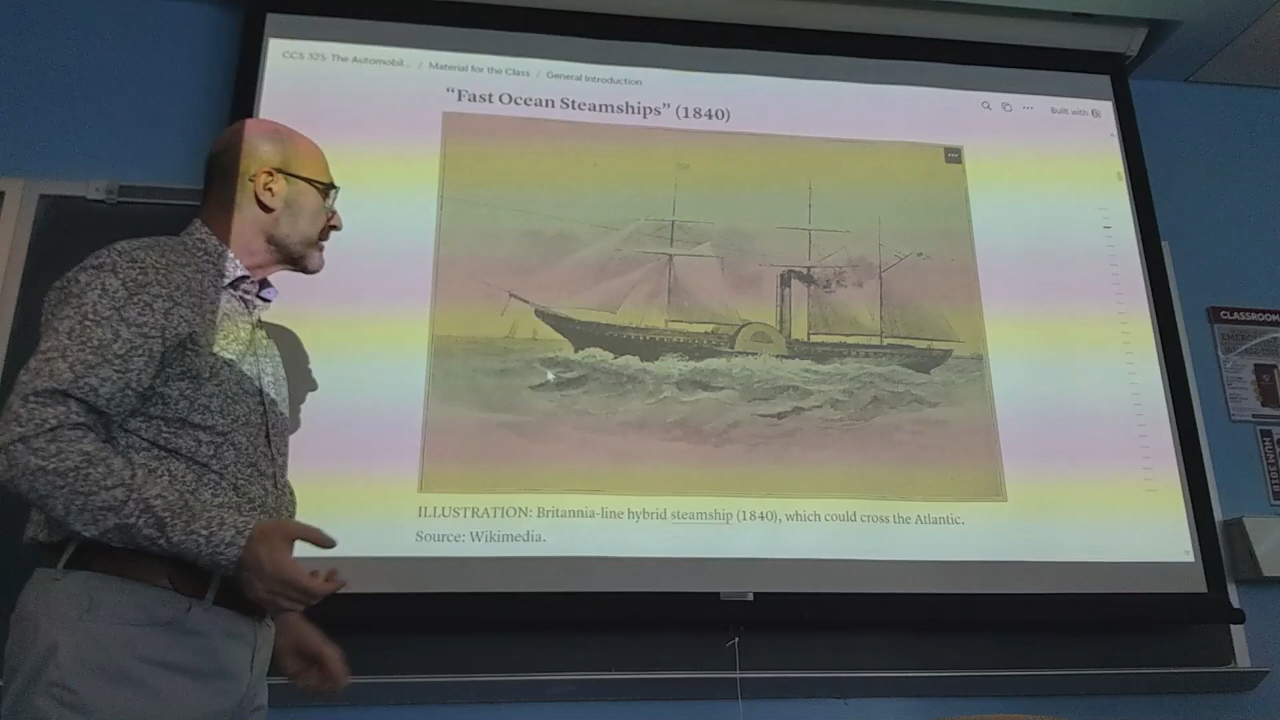 CCS 325: The Automobil... / Material for the Class / General Introduction
"Fast Ocean Steamships" (1840)
Built with
ILLUSTRATION: Britannia-line hybrid steamship (1840), which could cross the Atlantic.
Source: Wikimedia.
CLASSROOM